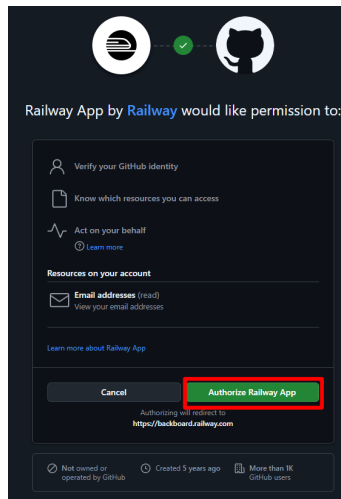 Railway App by Railway would like permission to:
Verify your GitHub identity
Know which resources you can access
Act on your behalf
Learn more
Resources on your account
Email addresses (read)
View your email addresses
Learn more about Railway App
Cancel
Authorize Railway App
Authorizing will redirect to
https://backboard.railway.com
Not owned or
operated by GitHub
Created 5 years ago
More than 1K
GitHub users